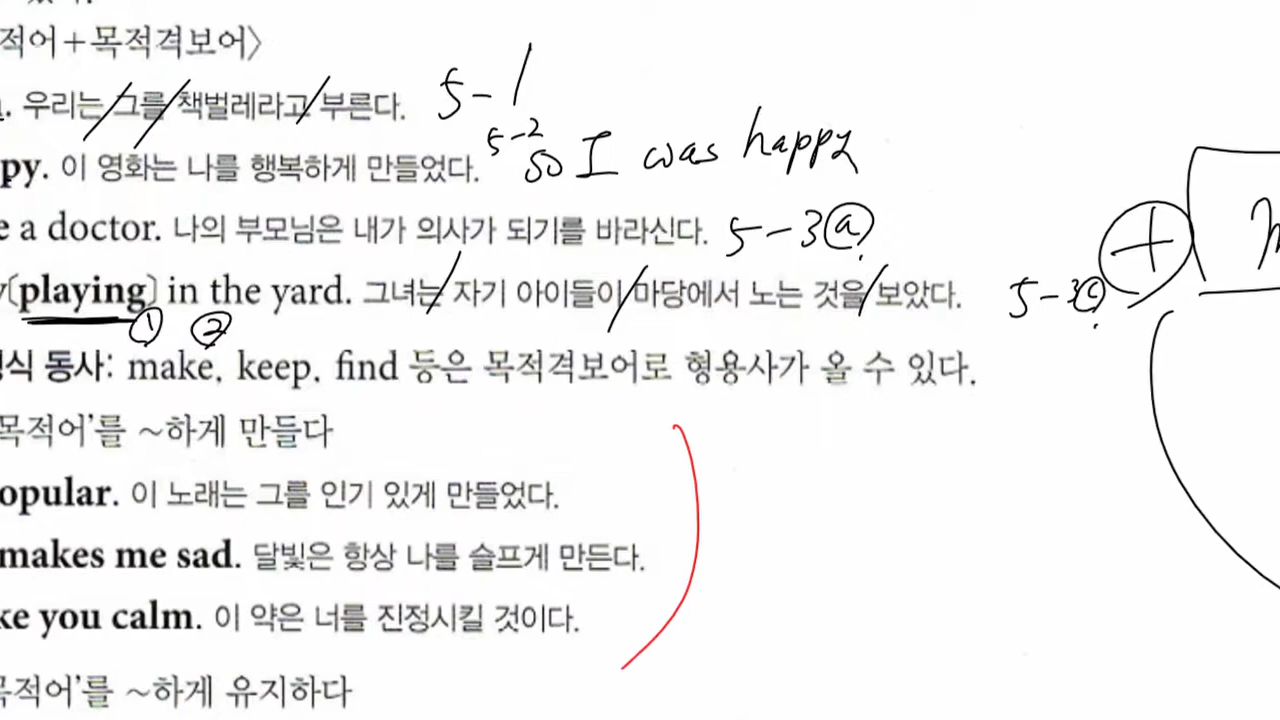 적어+목적격보어〉
. 우리는 그를 책벌레라고 부른다. 5-1
py. 이 영화는 나를 행복하게 만들었다. 5-2 so I was happy
e a doctor. 나의 부모님은 내가 의사가 되기를 바라신다. 5-3ⓐ
y(playing) in the yard. 그녀는 자기 아이들이 마당에서 노는 것을 보았다. 5-3ⓒ
① ②
식 동사: make, keep, find 등은 목적격보어로 형용사가 올 수 있다.
목적어'를 ~하게 만들다
opular. 이 노래는 그를 인기 있게 만들었다.
makes me sad. 달빛은 항상 나를 슬프게 만든다.
ke you calm. 이 약은 너를 진정시킬 것이다.
목적어'를 ~하게 유지하다
+